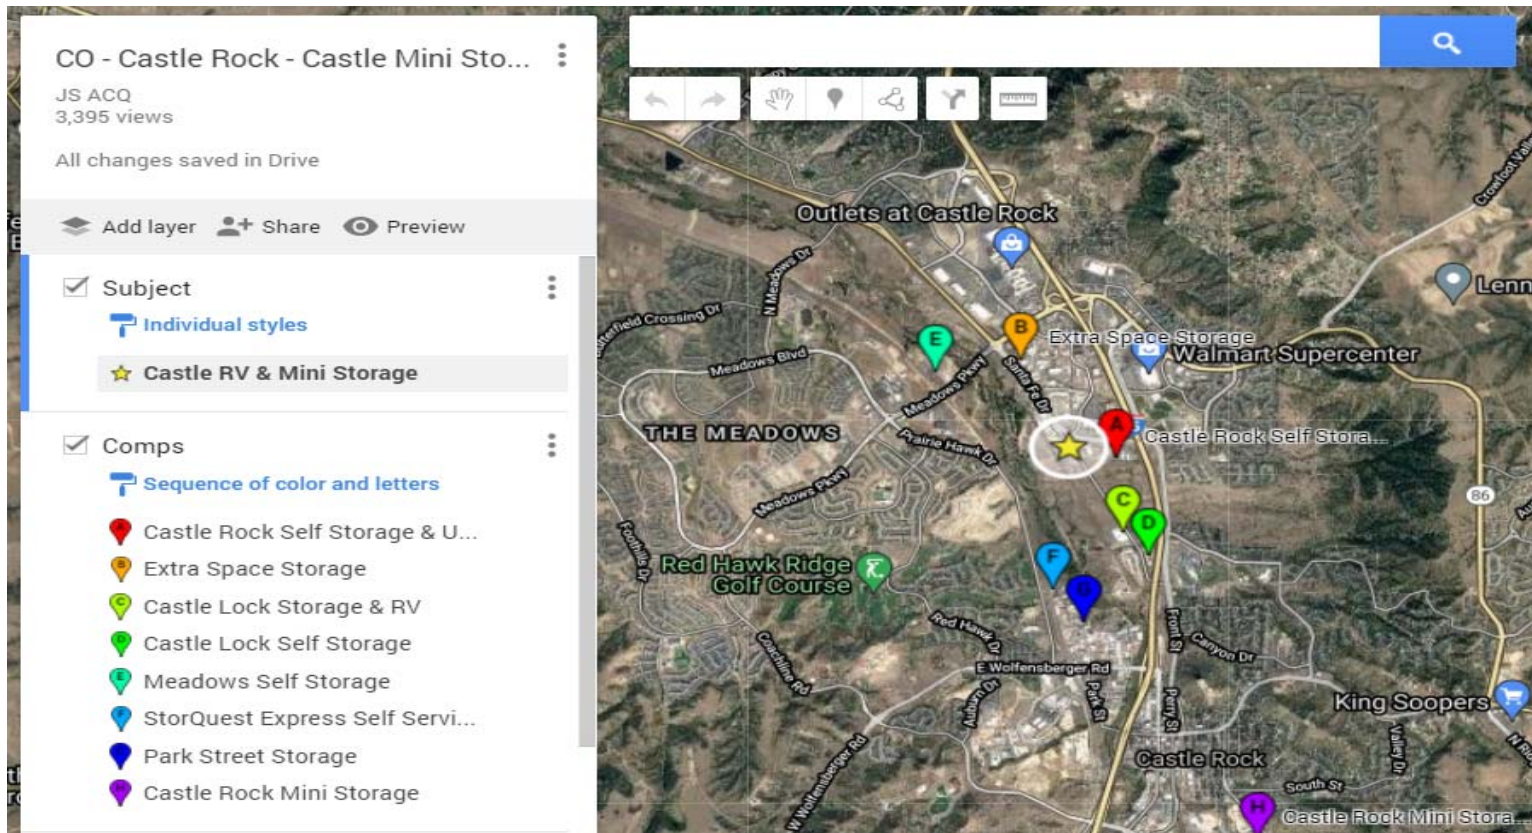 CO - Castle Rock - Castle Mini Sto...
JS ACQ
3,395 views
All changes saved in Drive
Add layer
Share
Preview
Subject
Individual styles
Castle RV & Mini Storage
Comps
Sequence of color and letters
A
Castle Rock Self Storage & U...
B
Extra Space Storage
C
Castle Lock Storage & RV
D
Castle Lock Self Storage
E
Meadows Self Storage
F
StorQuest Express Self Servi...
Park Street Storage
H
Castle Rock Mini Storage
Outlets at Castle Rock
N Meadows Dr
Crowfoot Valle
Lenn
Meadows Blvd
E
B
Extra Space Storage
Walmart Supercenter
Santa Fe Dr
Meadows Pkwy
THE MEADOWS
Prairie Hawk Dr
A
Castle Rock Self Stora...
Meadows Pkwy
86
C
D
Foothills Dr
Red Hawk Ridge
Golf Course
F
G
Red Hawk Dr
Front St
Canyon Dr
E Wolfensberger Rd
Coachline Rd
Auburn Dr
Park St
Perry St
King Soopers
Valley Dr
W Wolfensberger Rd
Castle Rock
South St
H
Castle Rock Mini Stora...